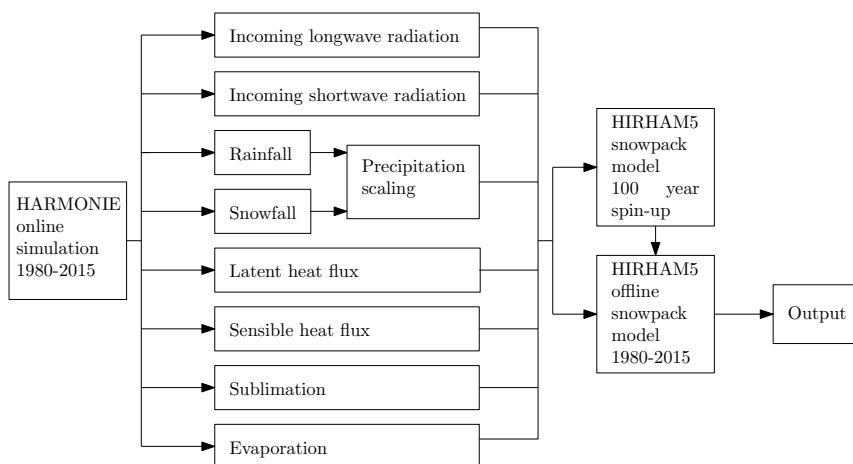 HARMONIE
online
simulation
1980-2015
Incoming longwave radiation
Incoming shortwave radiation
Rainfall
Snowfall
Precipitation
scaling
Latent heat flux
Sensible heat flux
Sublimation
Evaporation
HIRHAM5
snowpack
model
100 year
spin-up
HIRHAM5
offline
snowpack
model
1980-2015
Output